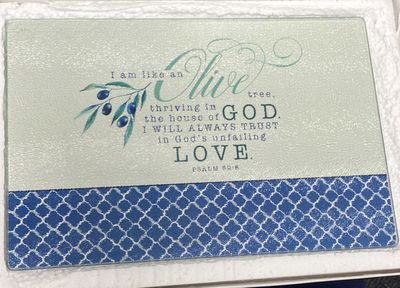 I am like an Olive
tree,
thriving in
the house of GOD.
I WILL ALWAYS TRUST
in God's unfailing
LOVE.
PSALM 52:8